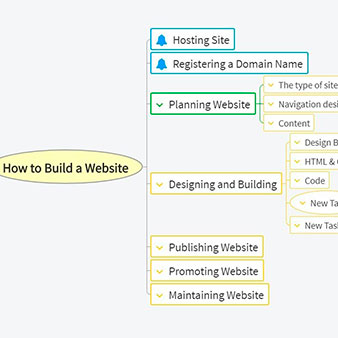 Hosting Site
Registering a Domain Name
Planning Website
The type of site
Navigation desi
Content
How to Build a Website
Designing and Building
Design B
HTML &
Code
New Ta
New Task
Publishing Website
Promoting Website
Maintaining Website